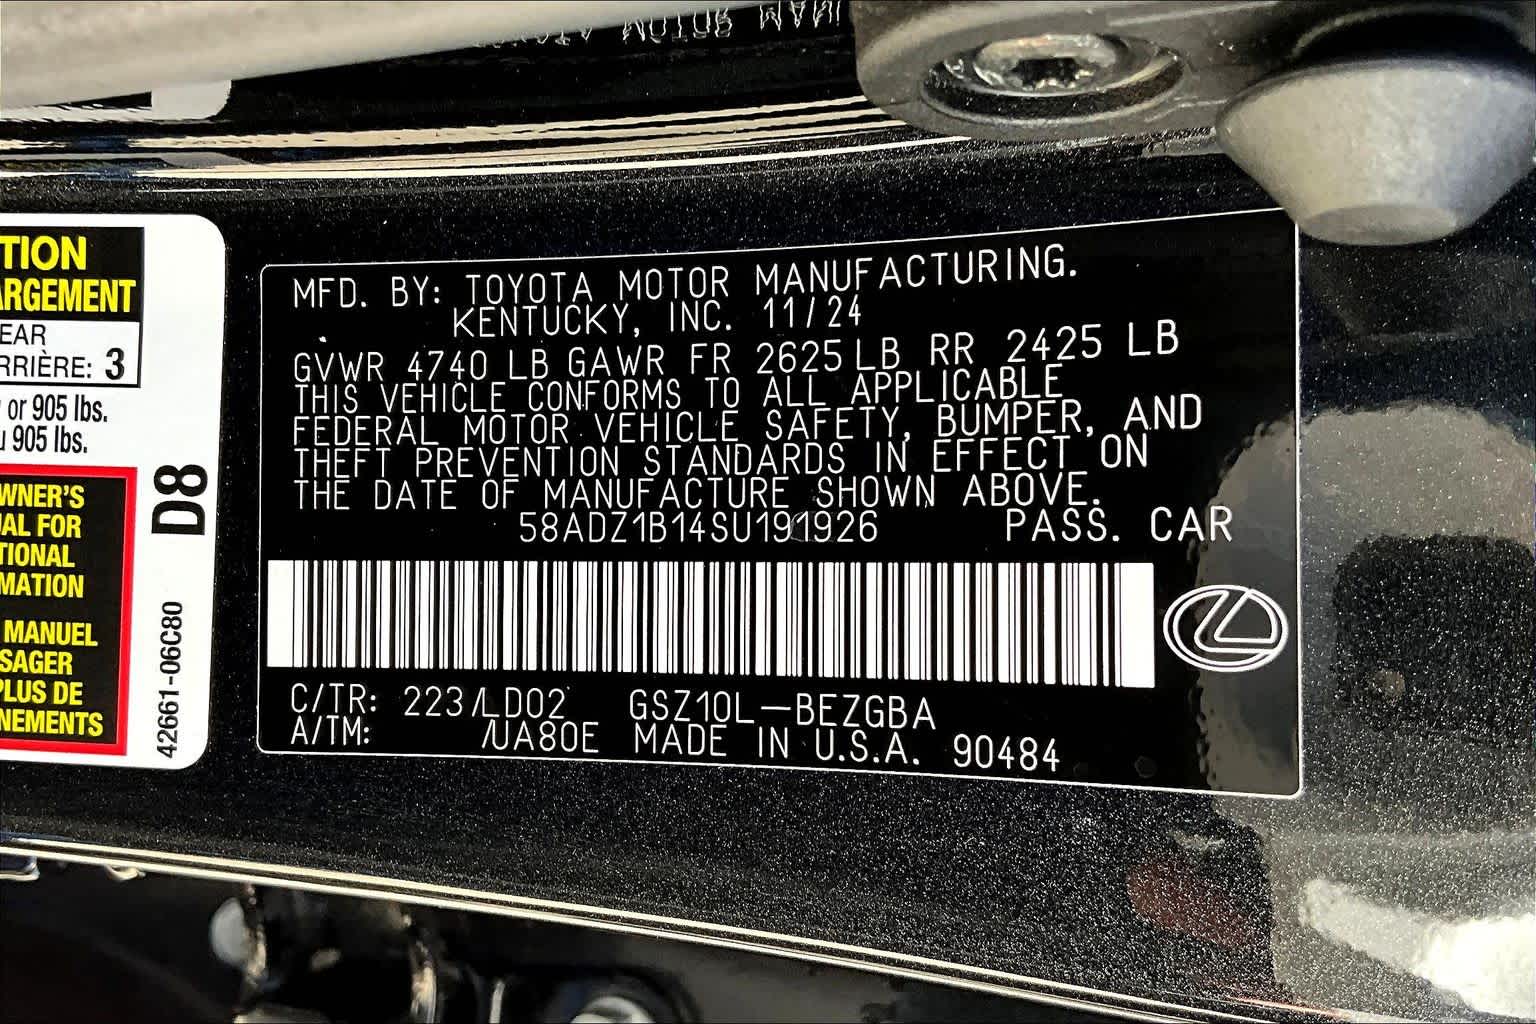 TION
ARGEMENT
EAR
RRIÈRE: 3
or 905 lbs.
u 905 lbs.
WNER'S
UAL FOR
TIONAL
MATION
MANUEL
SAGER
PLUS DE
NEMENTS
D8
42661-06C80
MFD. BY: TOYOTA MOTOR MANUFACTURING.
KENTUCKY, INC. 11/24
GVWR 4740 LB GAWR FR 2625 LB RR 2425 LB
THIS VEHICLE CONFORMS TO ALL APPLICABLE
FEDERAL MOTOR VEHICLE SAFETY, BUMPER, AND
THEFT PREVENTION STANDARDS IN EFFECT ON
THE DATE OF MANUFACTURE SHOWN ABOVE.
58ADZ1B14SU191926 PASS. CAR
C/TR: 223/LD02 GSZ10L-BEZGBA
A/TM: /UA80E MADE IN U.S.A. 90484